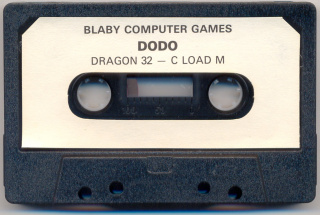 BLABY COMPUTER GAMES
DODO
DRAGON 32 — C LOAD M